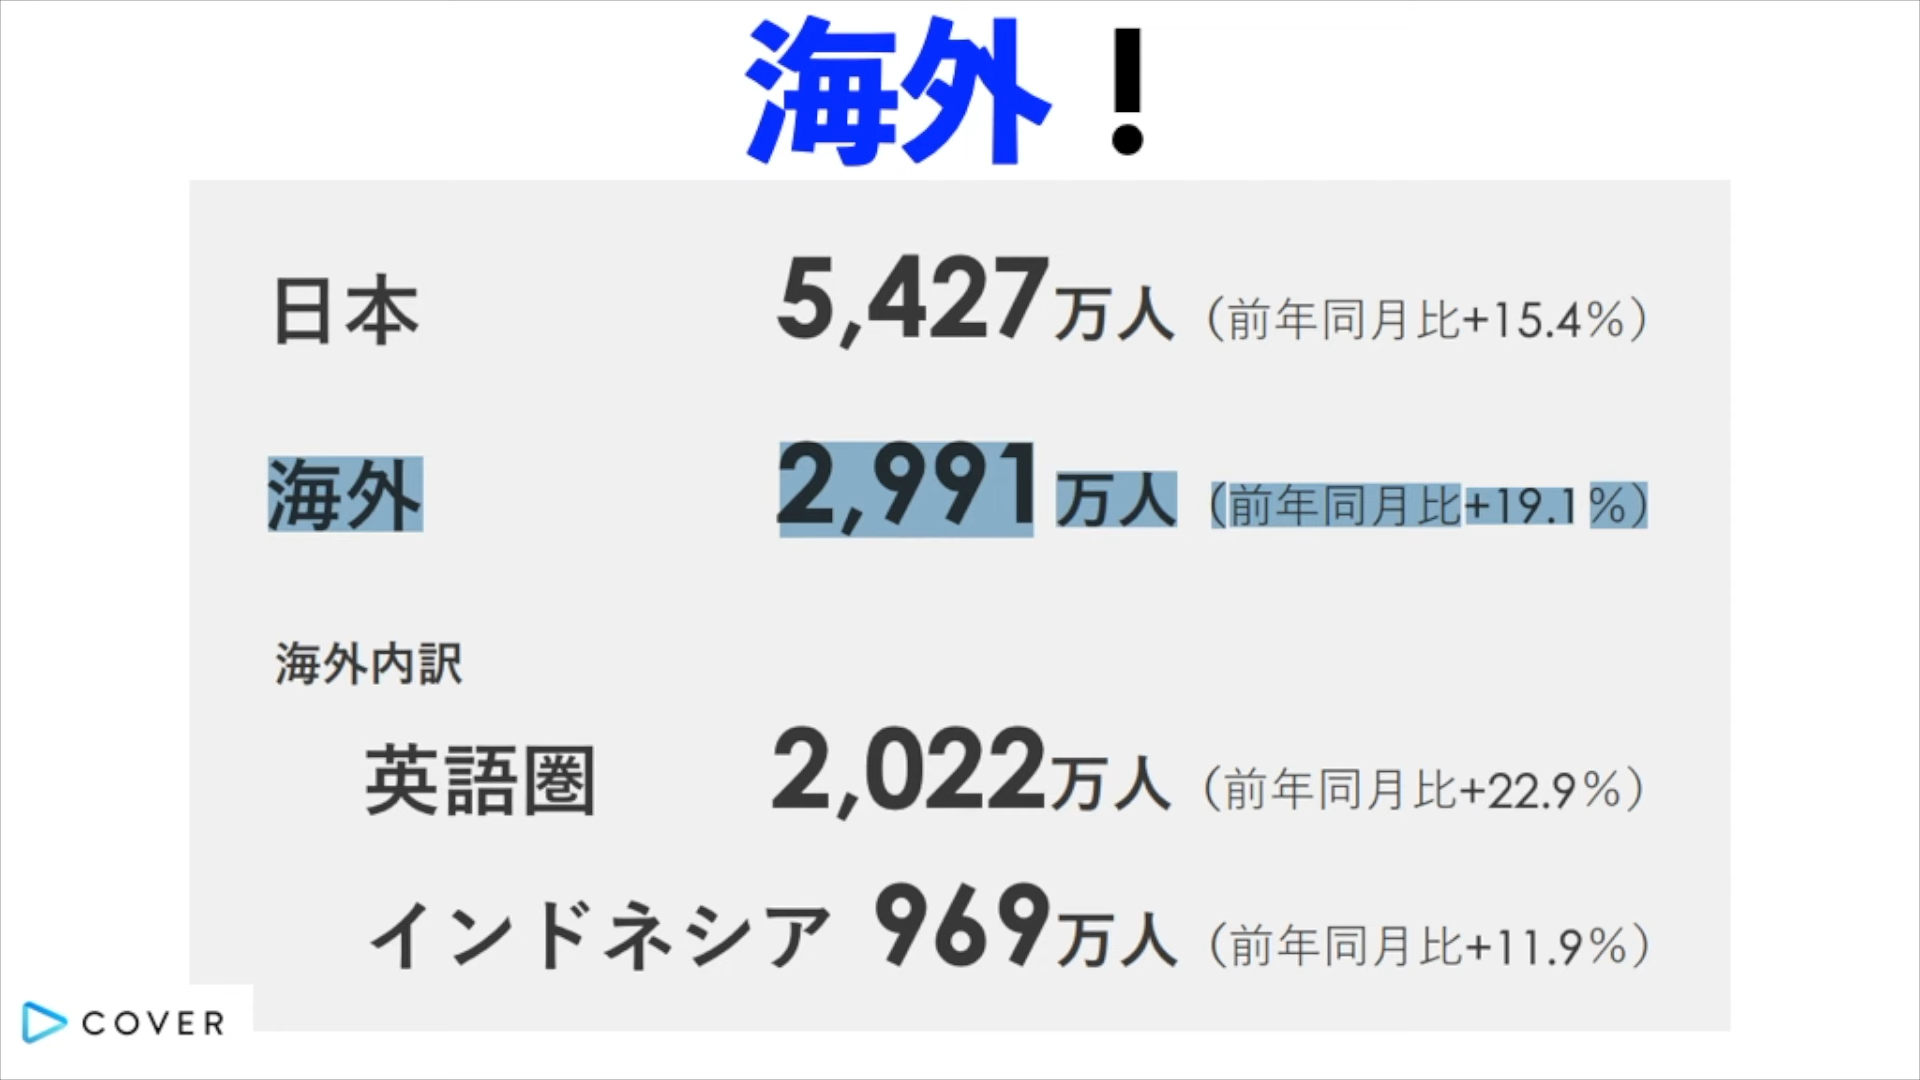 海外！
日本 5,427万人（前年同月比+15.4％）
海外 2,991万人（前年同月比+19.1％）
海外内訳
英語圏 2,022万人（前年同月比+22.9％）
インドネシア 969万人（前年同月比+11.9％）
COVER